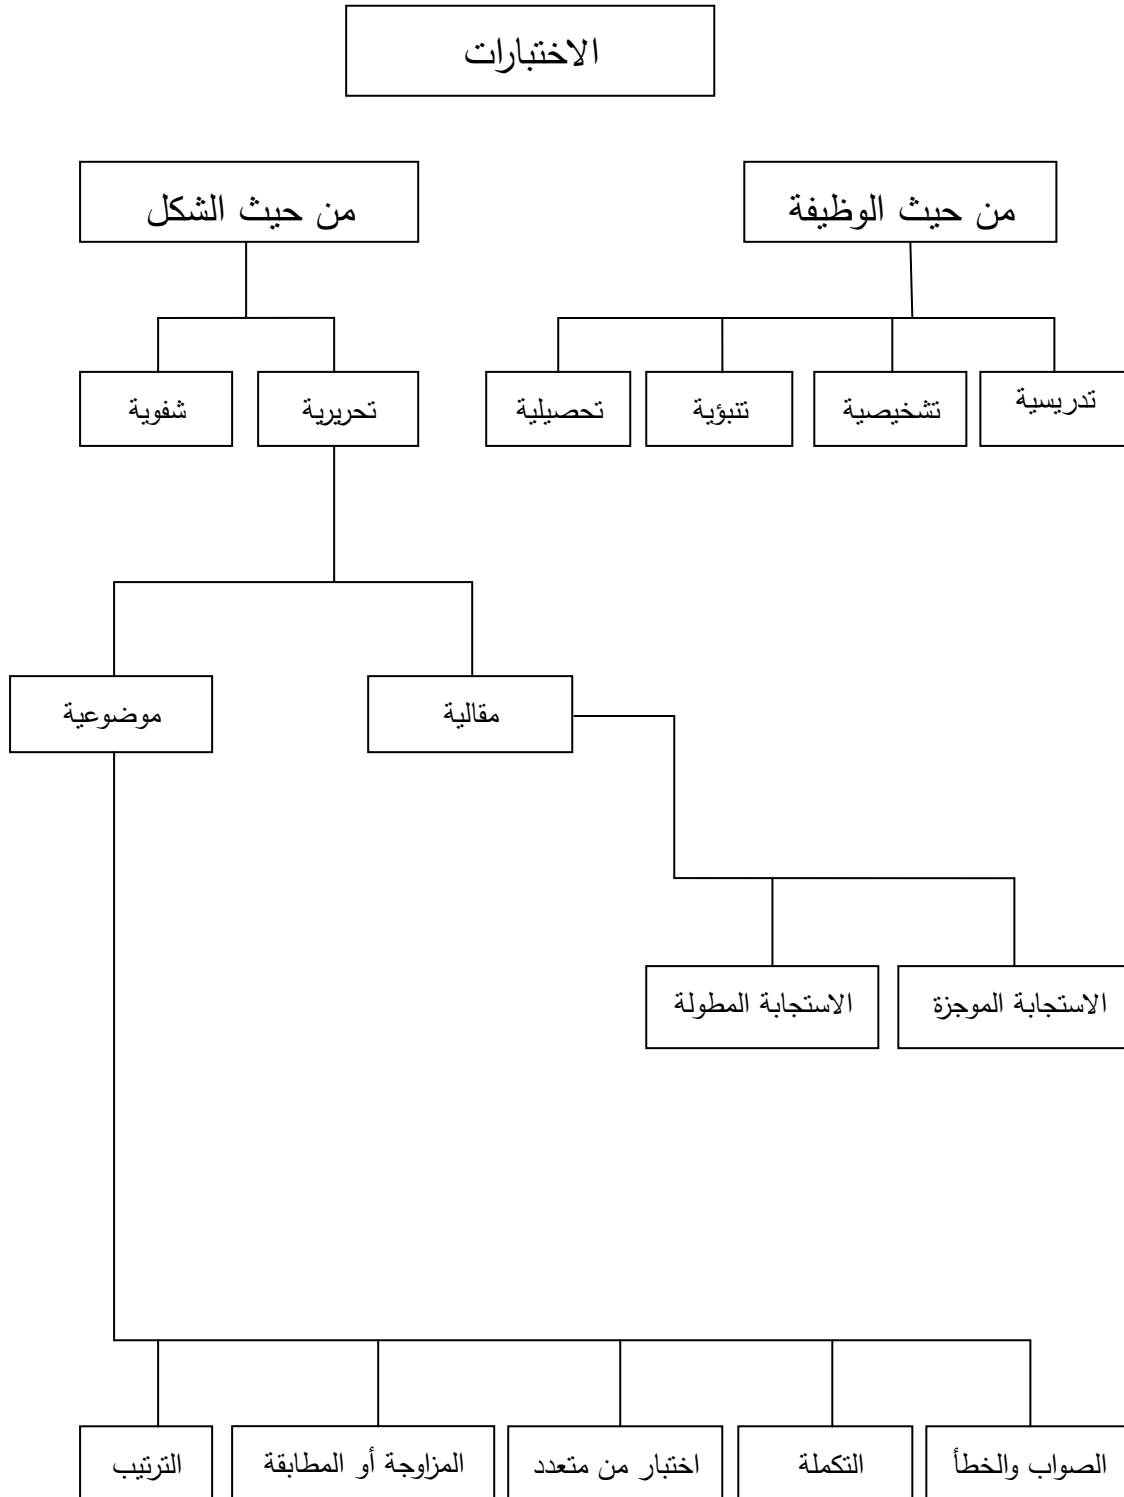 الاختبارات
من حيث الوظيفة
من حيث الشكل
تدريسية
تشخيصية
تنبؤية
تحصيلية
تحريرية
شفوية
مقالية
موضوعية
الاستجابة الموجزة
الاستجابة المطولة
الصواب والخطأ
التكملة
اختبار من متعدد
المزاوجة أو المطابقة
الترتيب